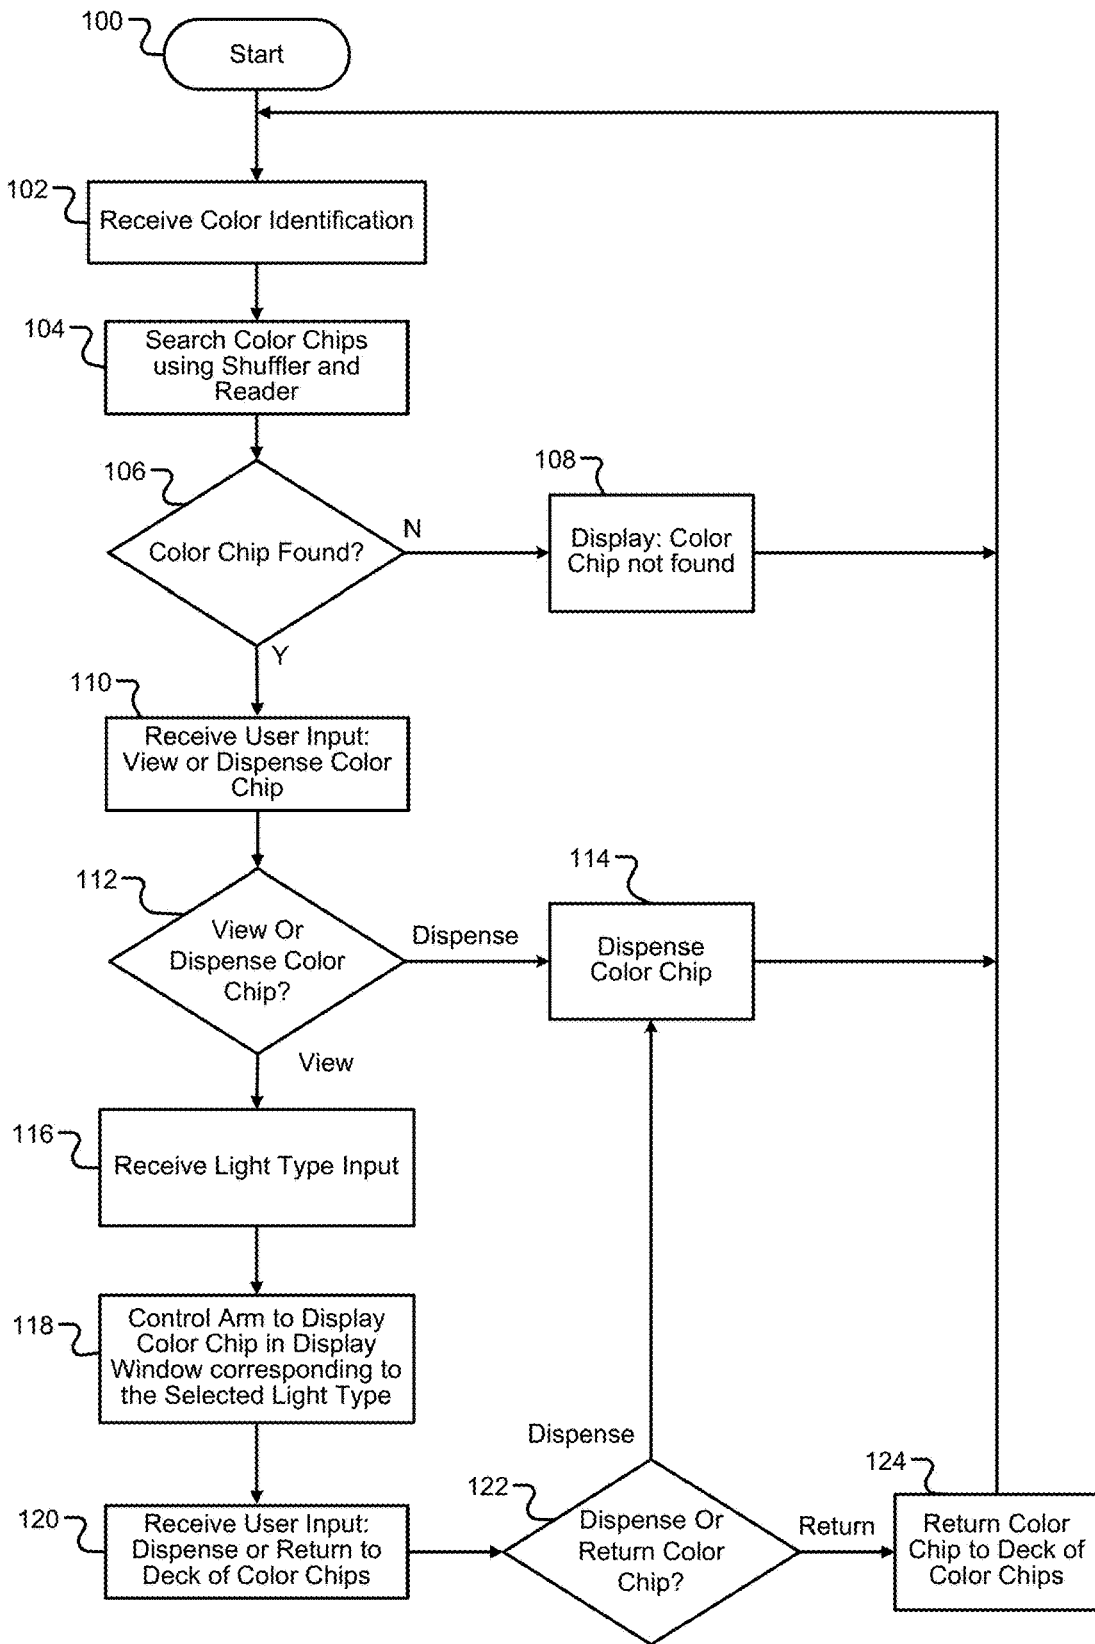 100
Start
102
Receive Color Identification
104
Search Color Chips
using Shuffler and
Reader
106
Color Chip Found?
N
108
Display: Color
Chip not found
Y
110
Receive User Input:
View or Dispense Color
Chip
112
View Or
Dispense Color
Chip?
Dispense
114
Dispense
Color Chip
View
116
Receive Light Type Input
118
Control Arm to Display
Color Chip in Display
Window corresponding to
the Selected Light Type
120
Receive User Input:
Dispense or Return to
Deck of Color Chips
Dispense
122
Dispense Or
Return Color
Chip?
Return
124
Return Color
Chip to Deck of
Color Chips